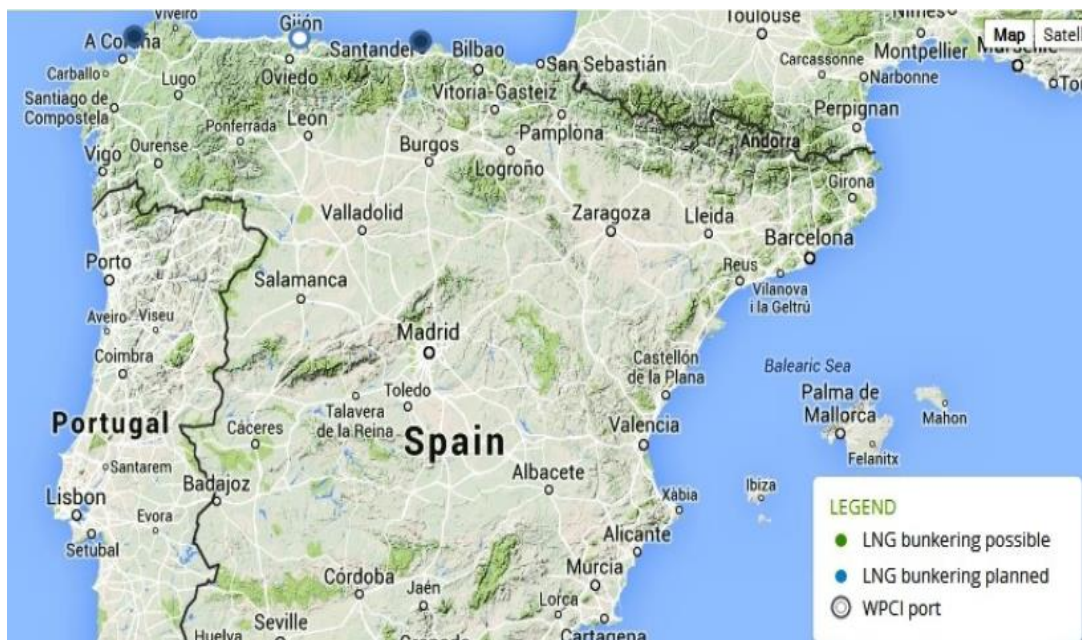 Viveiro
A Coruña
Gijón
Santander
Bilbao
San Sebastián
Toulouse
Nîmes
Map
Satell
Montpellier
Carcassonne
Narbonne
Carballo
Lugo
Oviedo
Vitoria-Gasteiz
Perpignan
Santiago de
Compostela
Ponferrada
León
Pamplona
Andorra
Vigo
Ourense
Burgos
Logroño
Girona
Valladolid
Zaragoza
Lleida
Barcelona
Porto
Salamanca
Reus
Vilanova
i la Geltrú
Aveiro
Viseu
Madrid
Coimbra
Castellón
de la Plana
Balearic Sea
Toledo
Palma de
Mallorca
Mahon
Talavera
de la Reina
Portugal
Cáceres
Spain
Valencia
Felanitx
Santarem
Albacete
Badajoz
Ibiza
Xàbia
Lisbon
Evora
Setubal
Alicante
Córdoba
Jaén
Murcia
Lorca
Seville
Huelva
Cartagena
LEGEND
LNG bunkering possible
LNG bunkering planned
WPCI port